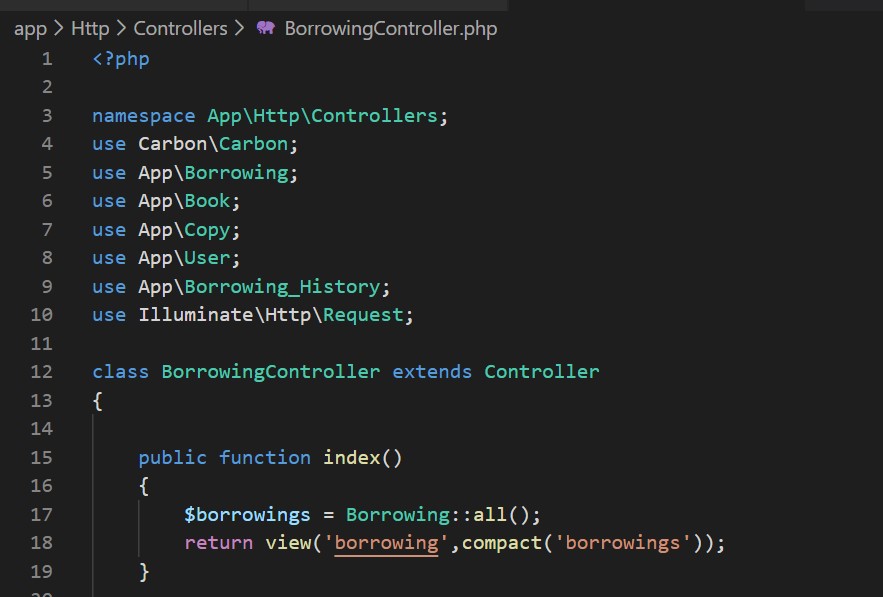 app > Http > Controllers > BorrowingController.php
1 <?php
2
3 namespace App\Http\Controllers;
4 use Carbon\Carbon;
5 use App\Borrowing;
6 use App\Book;
7 use App\Copy;
8 use App\User;
9 use App\Borrowing_History;
10 use Illuminate\Http\Request;
11
12 class BorrowingController extends Controller
13 {
14
15     public function index()
16     {
17         $borrowings = Borrowing::all();
18         return view('borrowing',compact('borrowings'));
19     }